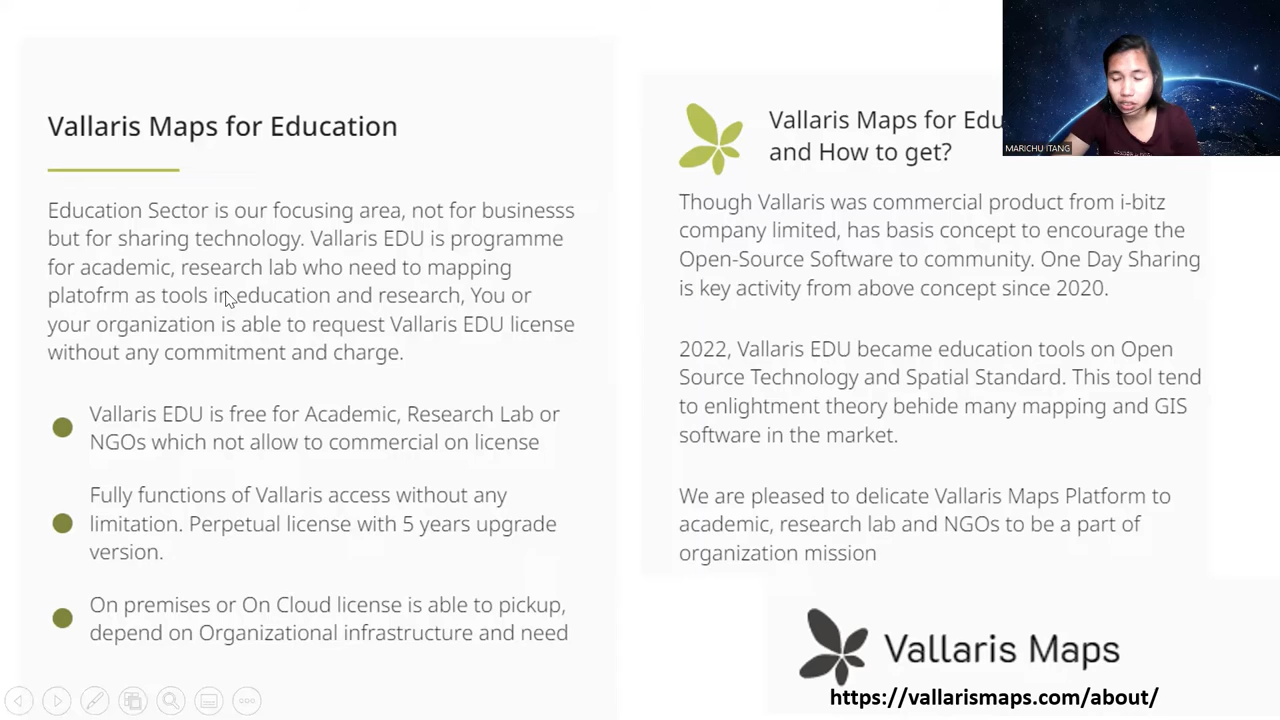 Vallaris Maps for Education
Education Sector is our focusing area, not for businesss
but for sharing technology. Vallaris EDU is programme
for academic, research lab who need to mapping
platofrm as tools in education and research, You or
your organization is able to request Vallaris EDU license
without any commitment and charge.
Vallaris EDU is free for Academic, Research Lab or
NGOs which not allow to commercial on license
Fully functions of Vallaris access without any
limitation. Perpetual license with 5 years upgrade
version.
On premises or On Cloud license is able to pickup,
depend on Organizational infrastructure and need
Vallaris Maps for Edu
and How to get?
Though Vallaris was commercial product from i-bitz
company limited, has basis concept to encourage the
Open-Source Software to community. One Day Sharing
is key activity from above concept since 2020.
2022, Vallaris EDU became education tools on Open
Source Technology and Spatial Standard. This tool tend
to enlightment theory behide many mapping and GIS
software in the market.
We are pleased to delicate Vallaris Maps Platform to
academic, research lab and NGOs to be a part of
organization mission
Vallaris Maps
https://vallarismaps.com/about/
MARICHU ITANG